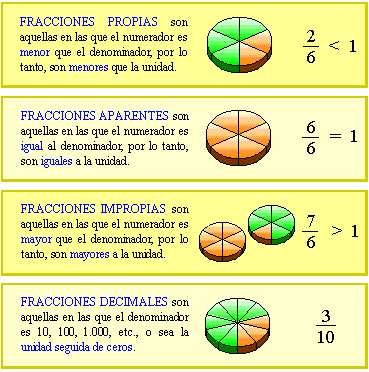 FRACCIONES PROPIAS son
aquellas en las que el numerador es
menor que el denominador, por lo
tanto, son menores que la unidad.
2/6 < 1
FRACCIONES APARENTES son
aquellas en las que el numerador es
igual al denominador, por lo tanto,
son iguales a la unidad.
6/6 = 1
FRACCIONES IMPROPIAS son
aquellas en las que el numerador es
mayor que el denominador, por lo
tanto, son mayores a la unidad.
7/6 > 1
FRACCIONES DECIMALES son
aquellas en las que el denominador
es 10, 100, 1.000, etc., o sea la
unidad seguida de ceros.
3/10